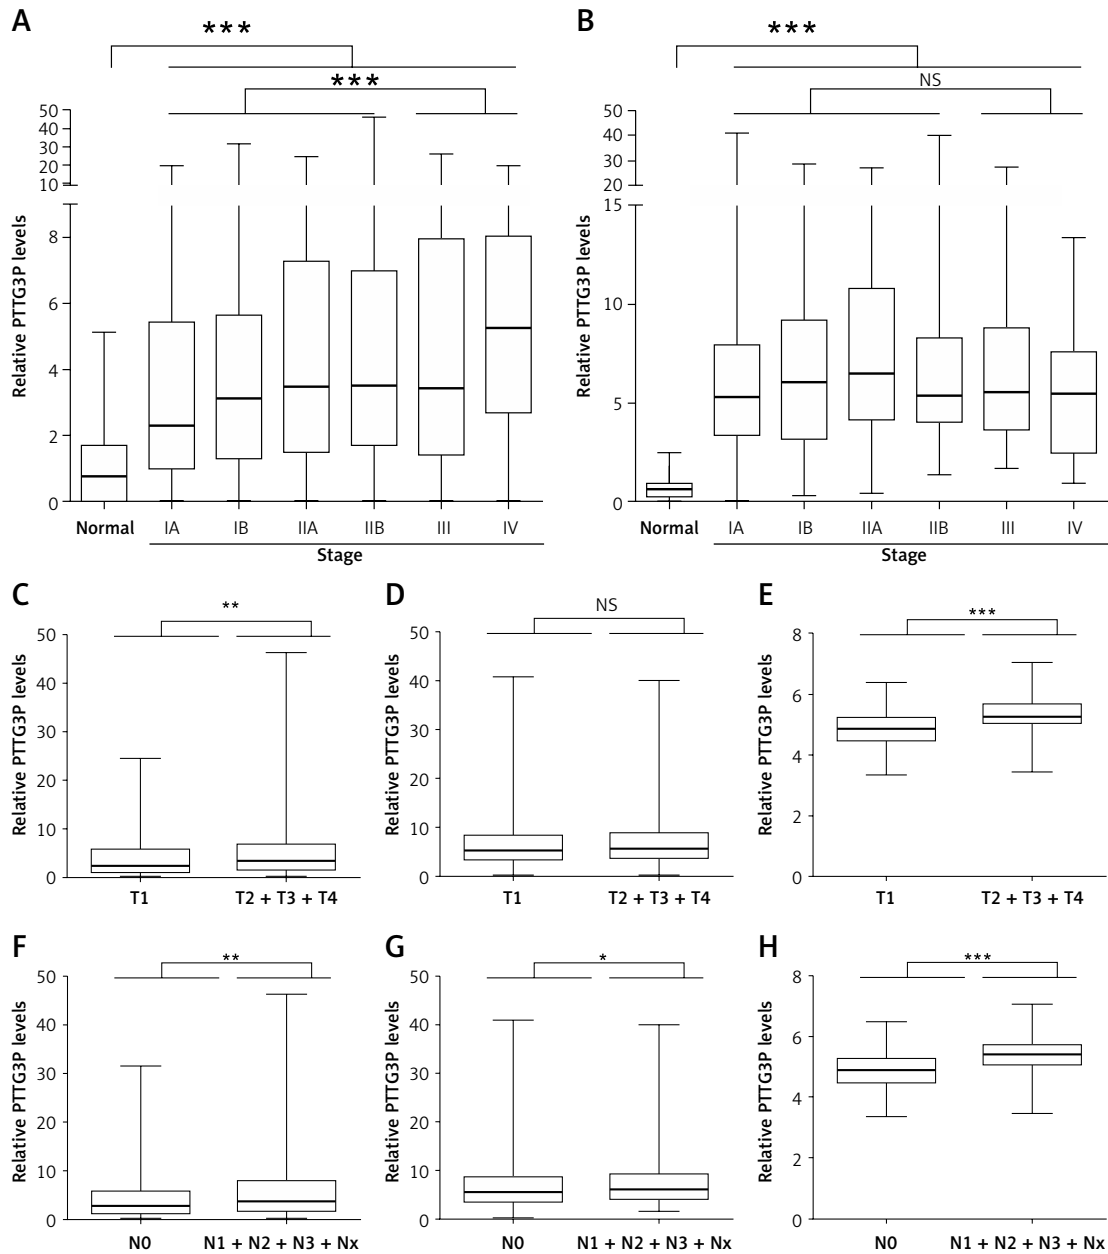 A
***
***
50
40
30
20
10
8
6
4
2
0
Relative PTTG3P levels
Normal IA IB IIA IIB III IV
Stage
B
***
NS
50
40
30
20
15
10
5
0
Relative PTTG3P levels
Normal IA IB IIA IIB III IV
Stage
C
**
50
40
30
20
10
0
Relative PTTG3P levels
T1 T2 + T3 + T4
D
NS
50
40
30
20
10
0
Relative PTTG3P levels
T1 T2 + T3 + T4
E
***
8
6
4
2
0
Relative PTTG3P levels
T1 T2 + T3 + T4
F
**
50
40
30
20
10
0
Relative PTTG3P levels
N0 N1 + N2 + N3 + Nx
G
*
50
40
30
20
10
0
Relative PTTG3P levels
N0 N1 + N2 + N3 + Nx
H
***
8
6
4
2
0
Relative PTTG3P levels
N0 N1 + N2 + N3 + Nx